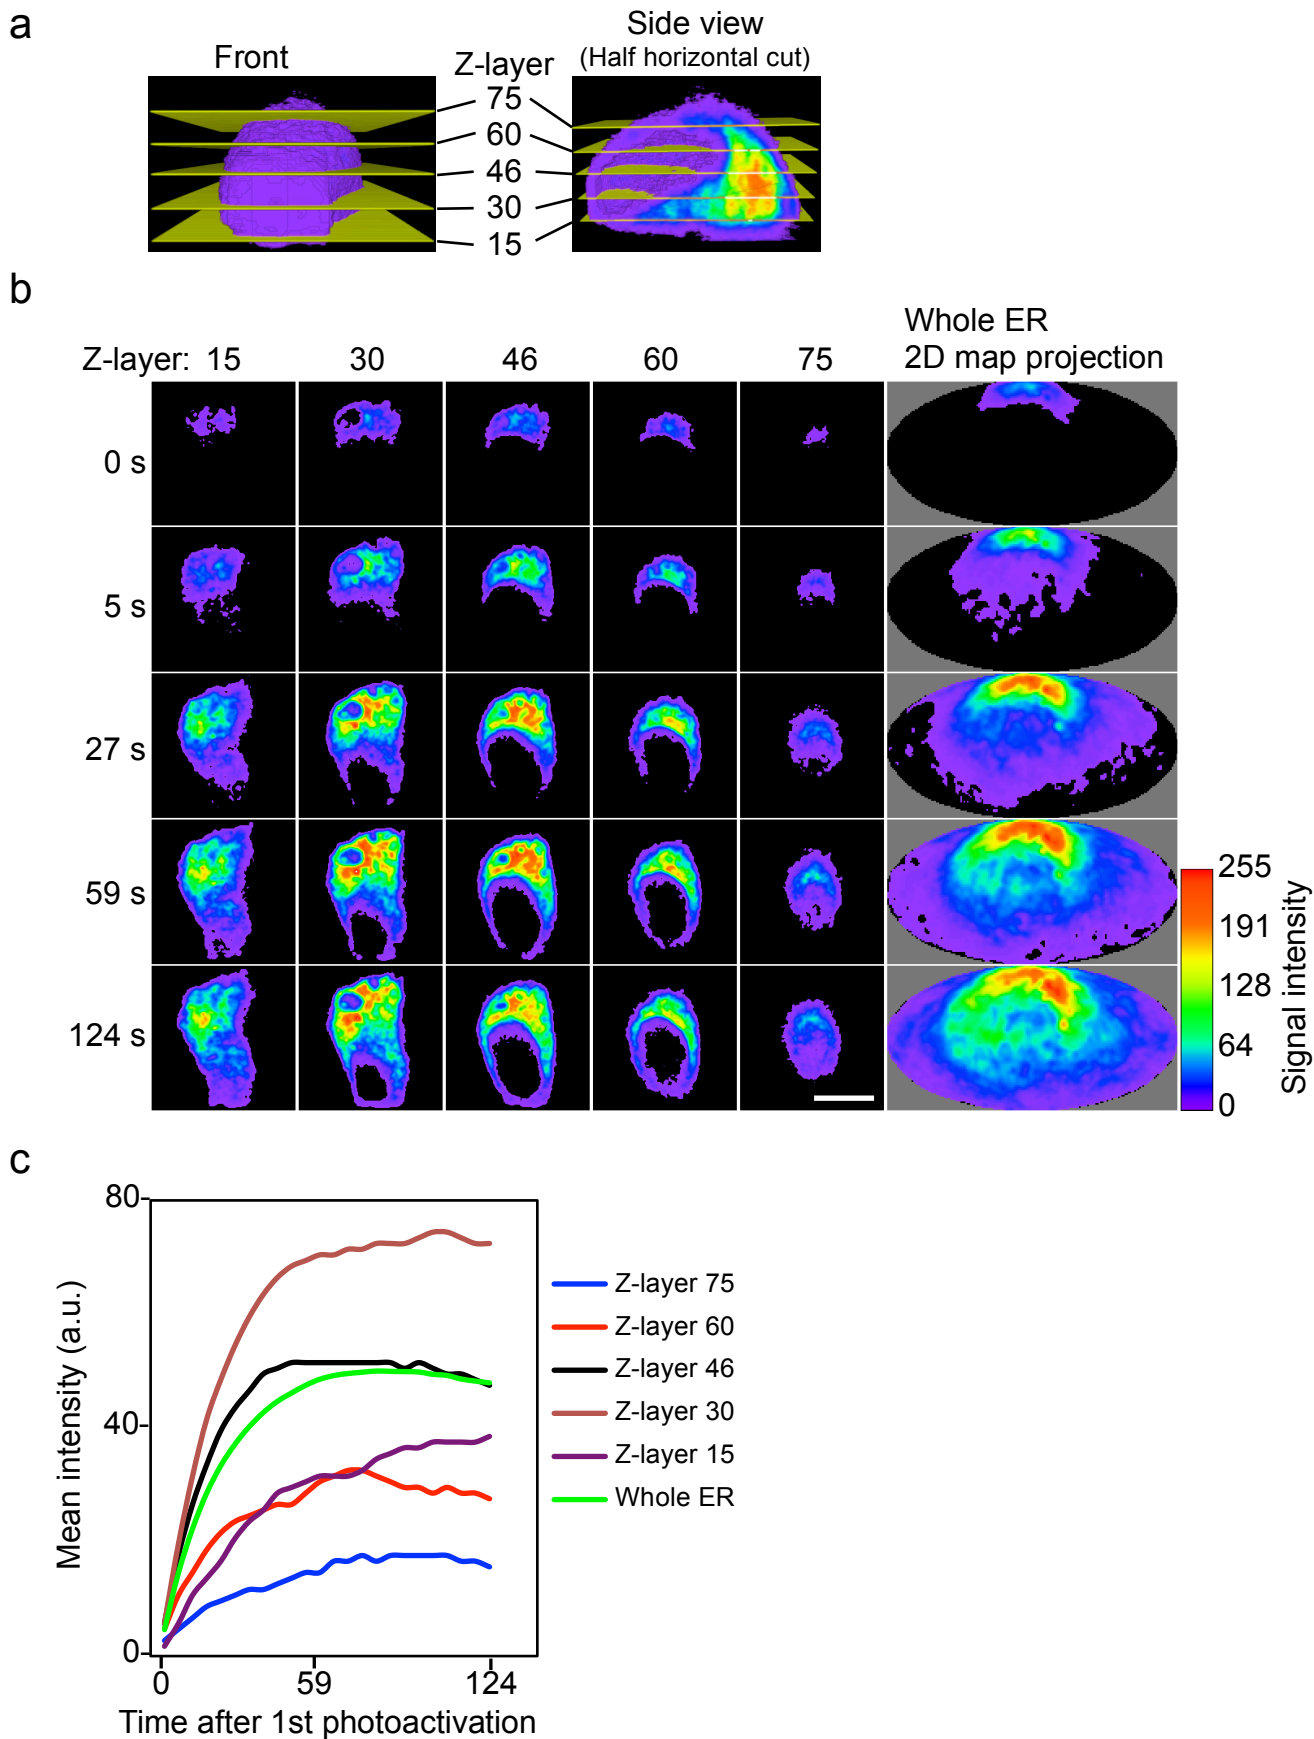 a
Front
Z-layer
Side view
(Half horizontal cut)
75
60
46
30
15
b
Z-layer: 15 30 46 60 75
Whole ER
2D map projection
0 s
5 s
27 s
59 s
124 s
255
191
128
64
0
Signal intensity
c
80
40
0
Mean intensity (a.u.)
0 59 124
Time after 1st photoactivation
Z-layer 75
Z-layer 60
Z-layer 46
Z-layer 30
Z-layer 15
Whole ER